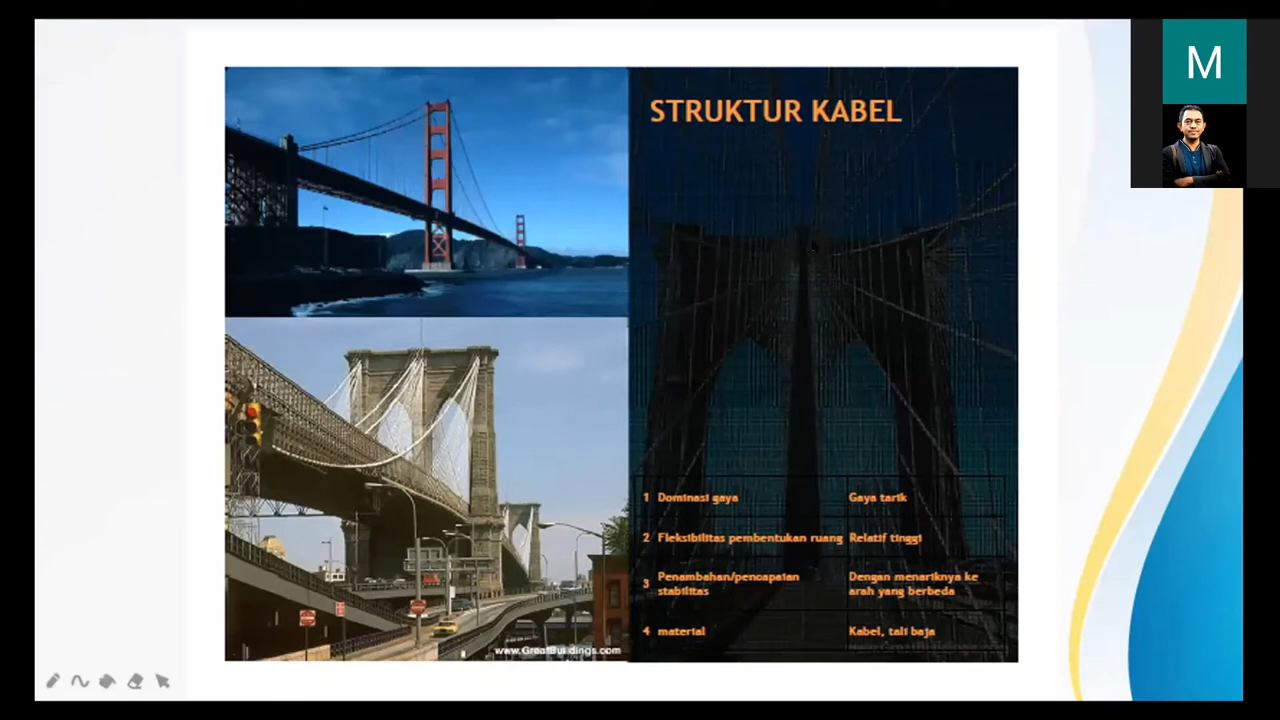 M
STRUKTUR KABEL
1 Dominasi gaya Gaya tarik
2 Fleksibilitas pembentukan ruang Relatif tinggi
3 Penambahan/pencapaian stabilitas Dengan menariknya ke arah yang berbeda
4 material Kabel, tali baja
www.GreatBuildings.com